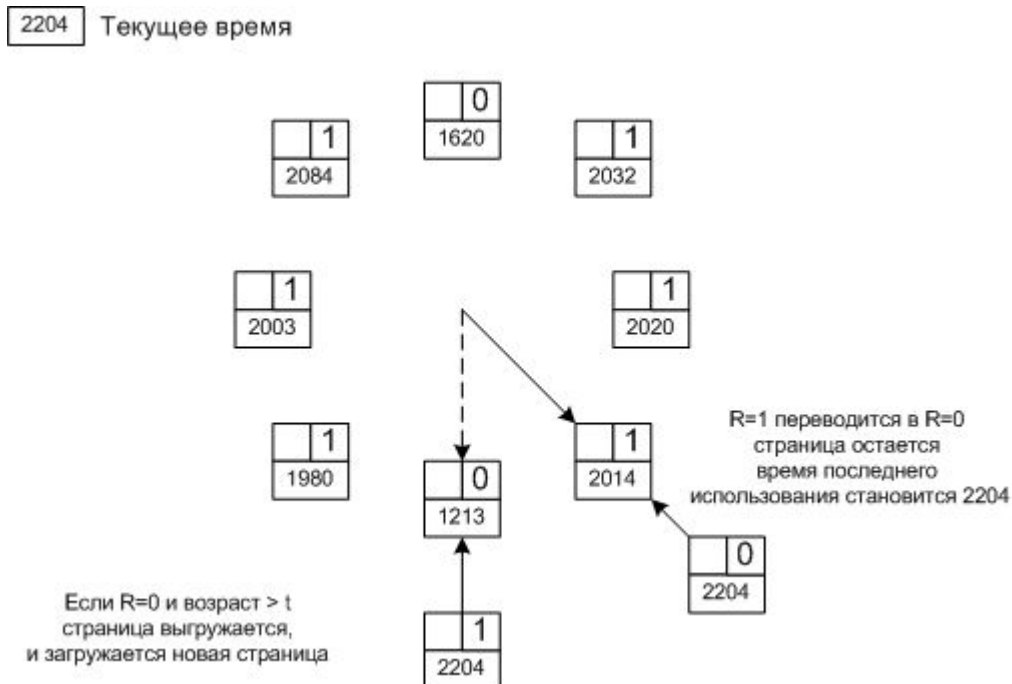 2204 Текущее время
0
1620
1
2084
1
2032
1
2003
1
2020
1
1980
0
1213
1
2014
R=1 переводится в R=0
страница остается
время последнего
использования становится 2204
0
2204
Если R=0 и возраст > t
страница выгружается,
и загружается новая страница
1
2204